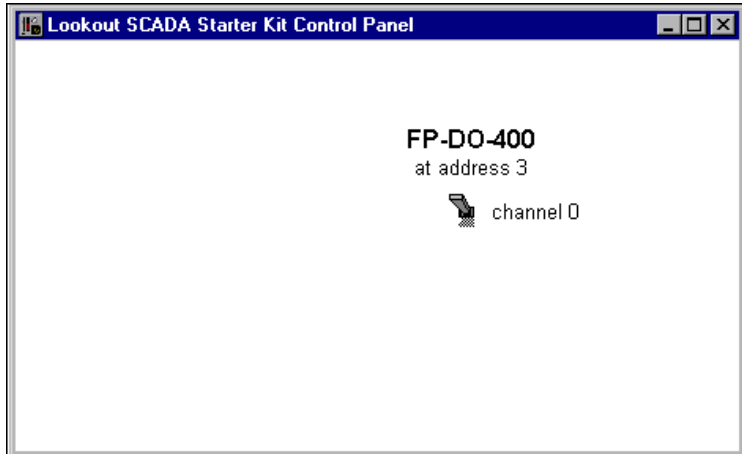 Lookout SCADA Starter Kit Control Panel
FP-DO-400
at address 3
channel 0